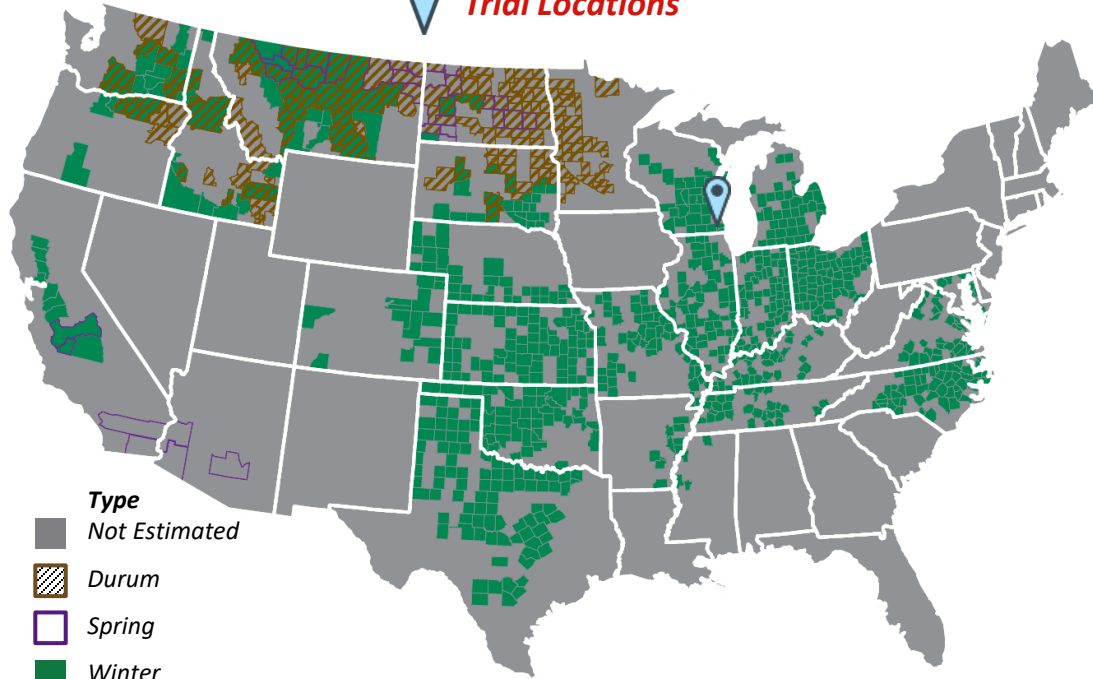 Trial Locations
Type
Not Estimated
Durum
Spring
Winter